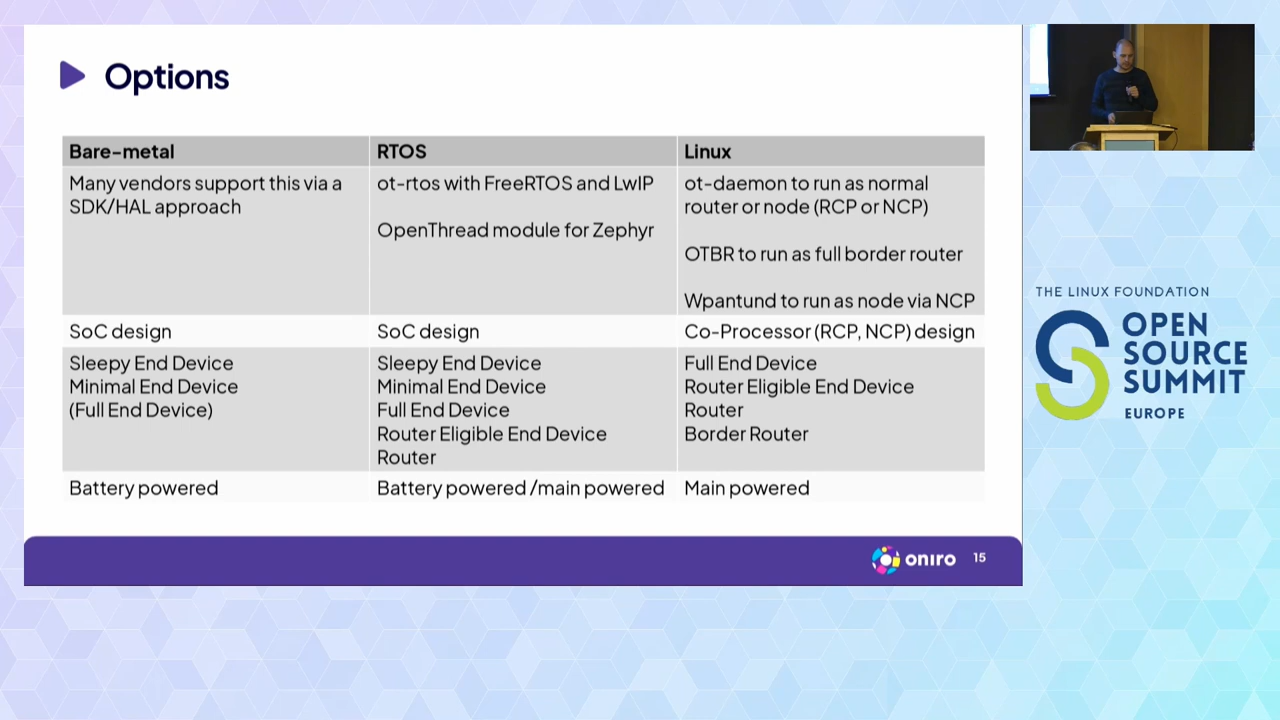 Options
Bare-metal
RTOS
Linux
Many vendors support this via a
SDK/HAL approach
ot-rtos with FreeRTOS and LwIP
OpenThread module for Zephyr
ot-daemon to run as normal
router or node (RCP or NCP)
OTBR to run as full border router
Wpantund to run as node via NCP
SoC design
SoC design
Co-Processor (RCP, NCP) design
Sleepy End Device
Minimal End Device
(Full End Device)
Sleepy End Device
Minimal End Device
Full End Device
Router Eligible End Device
Router
Full End Device
Router Eligible End Device
Router
Border Router
Battery powered
Battery powered /main powered
Main powered
oniro
15
THE LINUX FOUNDATION
OPEN
SOURCE
SUMMIT
EUROPE